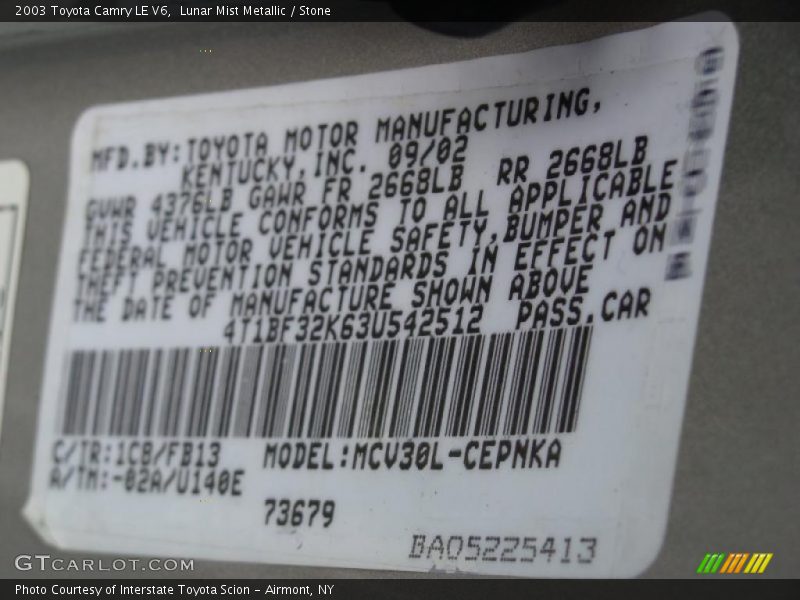 2003 Toyota Camry LE V6,  Lunar Mist Metallic / Stone
MFD.BY:TOYOTA MOTOR MANUFACTURING,
KENTUCKY,INC. 09/02
GVWR 4376LB GAWR FR 2668LB RR 2668LB
THIS VEHICLE CONFORMS TO ALL APPLICABLE
FEDERAL MOTOR VEHICLE SAFETY,BUMPER AND
THEFT PREVENTION STANDARDS IN EFFECT ON
THE DATE OF MANUFACTURE SHOWN ABOVE
4T1BF32K63U542512 PASS.CAR
C/TR:1C8/FB13 MODEL:MCV30L-CEPNKA
A/TM:-02A/U140E
73679
BA05225413
GTCARLOT.COM
Photo Courtesy of Interstate Toyota Scion – Airmont, NY